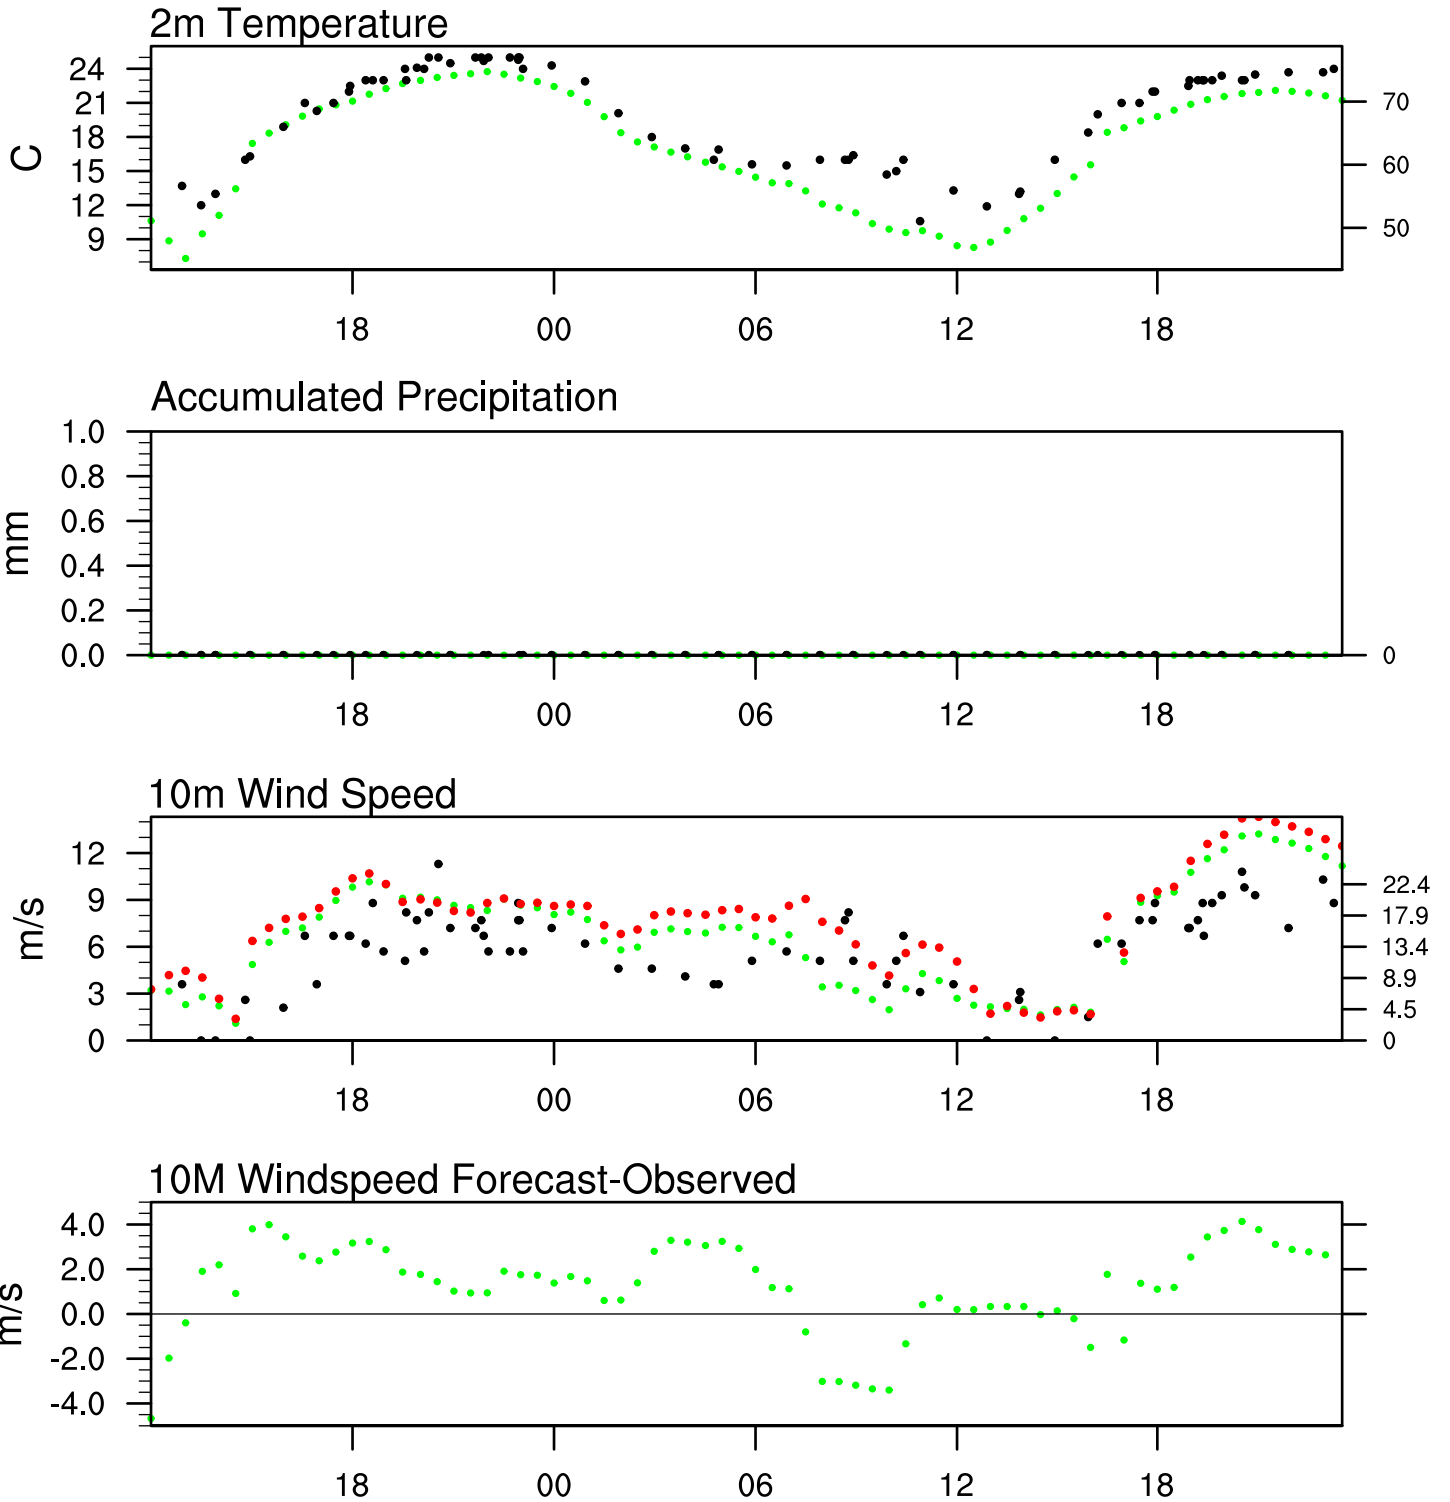 2m Temperature
C
24
21
18
15
12
9
70
60
50
18 00 06 12 18
Accumulated Precipitation
mm
1.0
0.8
0.6
0.4
0.2
0.0
0
18 00 06 12 18
10m Wind Speed
m/s
12
9
6
3
0
22.4
17.9
13.4
8.9
4.5
0
18 00 06 12 18
10M Windspeed Forecast-Observed
m/s
4.0
2.0
0.0
-2.0
-4.0
18 00 06 12 18